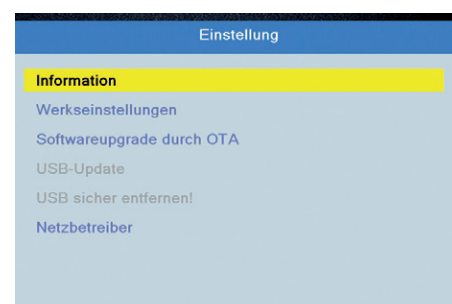 Einstellung
Information
Werkseinstellungen
Softwareupgrade durch OTA
USB-Update
USB sicher entfernen!
Netzbetreiber